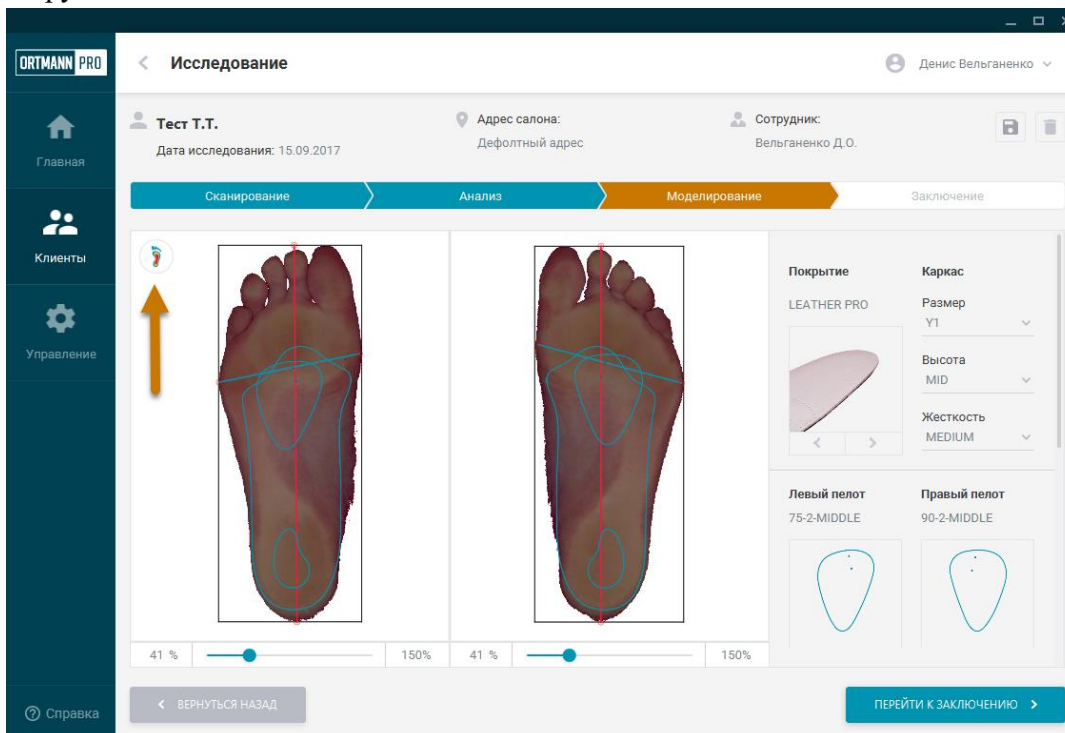 ORTMANN PRO
Исследование
Денис Вельганенко
Тест Т.Т.
Дата исследования: 15.09.2017
Адрес салона:
Дефолтный адрес
Сотрудник:
Вельганенко Д.О.
Главная
Клиенты
Управление
Справка
Сканирование
Анализ
Моделирование
Заключение
Покрытие
LEATHER PRO
Каркас
Размер
Y1
Высота
MID
Жесткость
MEDIUM
Левый пелот
75-2-MIDDLE
Правый пелот
90-2-MIDDLE
41 %
150%
41 %
150%
ВЕРНУТЬСЯ НАЗАД
ПЕРЕЙТИ К ЗАКЛЮЧЕНИЮ